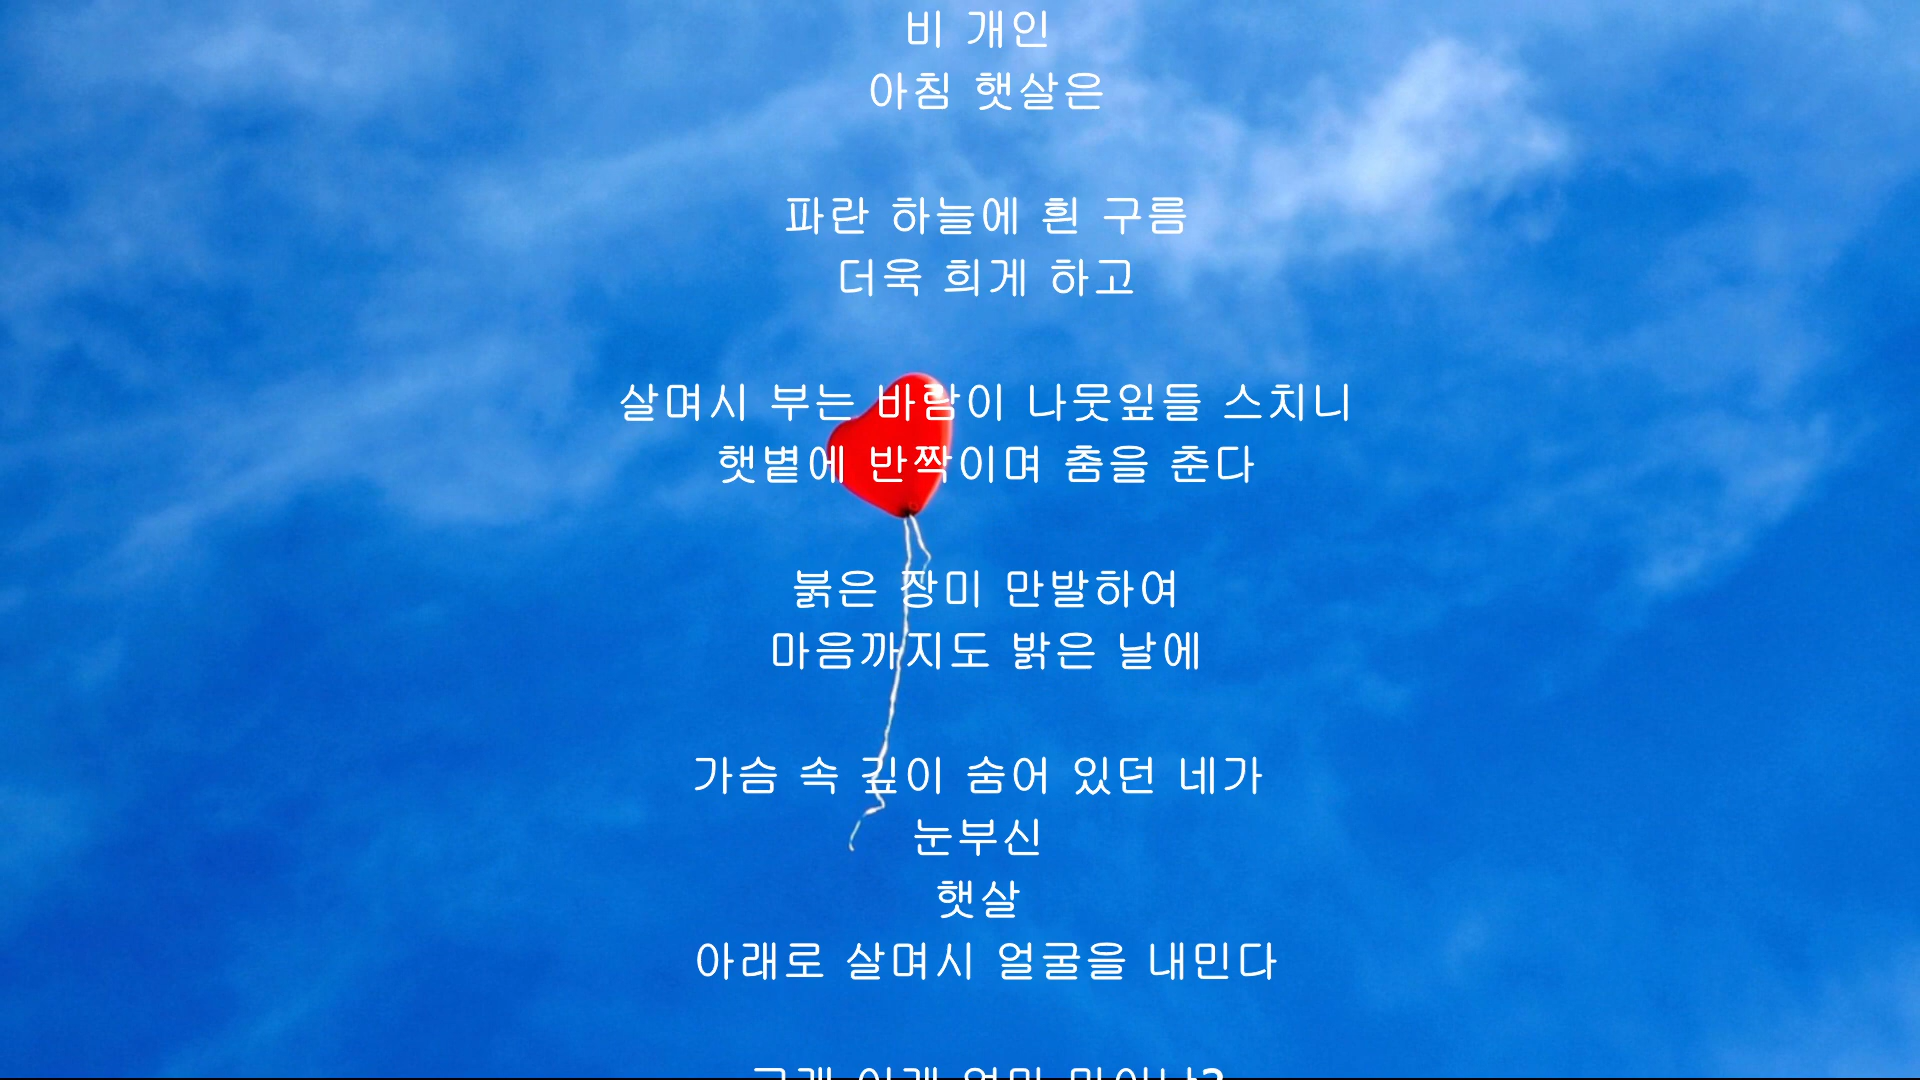 비 개인
아침 햇살은
파란 하늘에 흰 구름
더욱 희게 하고
살며시 부는 바람이 나뭇잎들 스치니
햇볕에 반짝이며 춤을 춘다
붉은 장미 만발하여
마음까지도 밝은 날에
가슴 속 깊이 숨어 있던 네가
눈부신
햇살
아래로 살며시 얼굴을 내민다